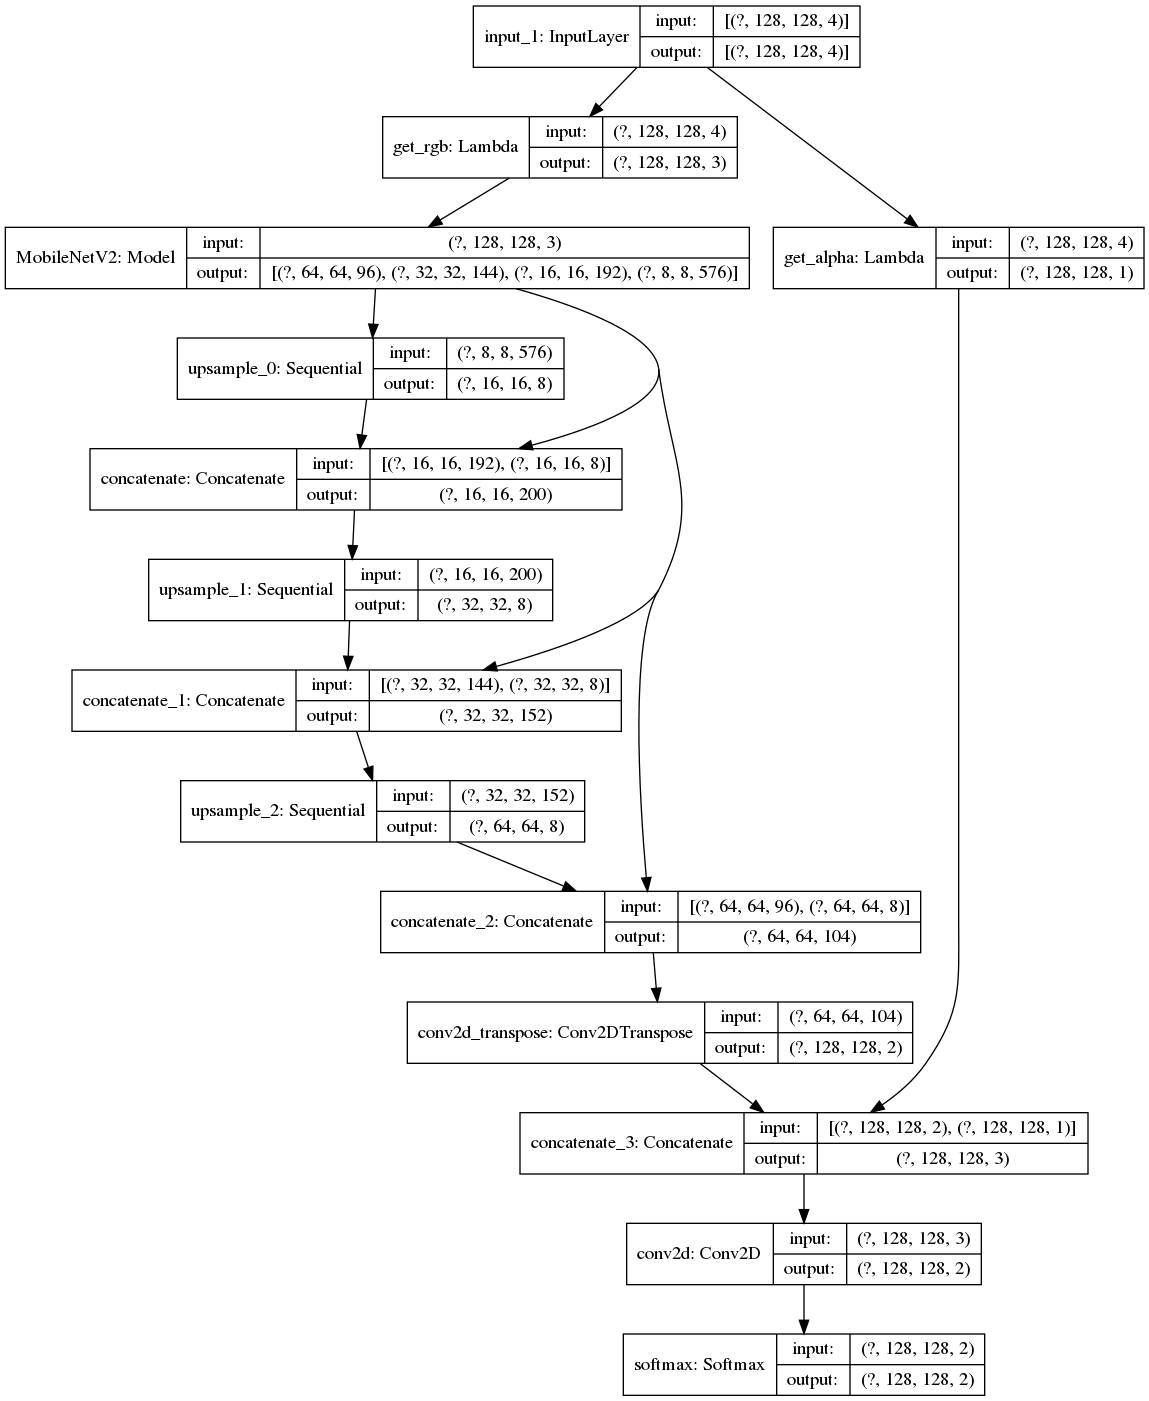 input_1: InputLayer
input: [(?, 128, 128, 4)]
output: [(?, 128, 128, 4)]
get_rgb: Lambda
input: (?, 128, 128, 4)
output: (?, 128, 128, 3)
MobileNetV2: Model
input: (?, 128, 128, 3)
output: [(?, 64, 64, 96), (?, 32, 32, 144), (?, 16, 16, 192), (?, 8, 8, 576)]
get_alpha: Lambda
input: (?, 128, 128, 4)
output: (?, 128, 128, 1)
upsample_0: Sequential
input: (?, 8, 8, 576)
output: (?, 16, 16, 8)
concatenate: Concatenate
input: [(?, 16, 16, 192), (?, 16, 16, 8)]
output: (?, 16, 16, 200)
upsample_1: Sequential
input: (?, 16, 16, 200)
output: (?, 32, 32, 8)
concatenate_1: Concatenate
input: [(?, 32, 32, 144), (?, 32, 32, 8)]
output: (?, 32, 32, 152)
upsample_2: Sequential
input: (?, 32, 32, 152)
output: (?, 64, 64, 8)
concatenate_2: Concatenate
input: [(?, 64, 64, 96), (?, 64, 64, 8)]
output: (?, 64, 64, 104)
conv2d_transpose: Conv2DTranspose
input: (?, 64, 64, 104)
output: (?, 128, 128, 2)
concatenate_3: Concatenate
input: [(?, 128, 128, 2), (?, 128, 128, 1)]
output: (?, 128, 128, 3)
conv2d: Conv2D
input: (?, 128, 128, 3)
output: (?, 128, 128, 2)
softmax: Softmax
input: (?, 128, 128, 2)
output: (?, 128, 128, 2)